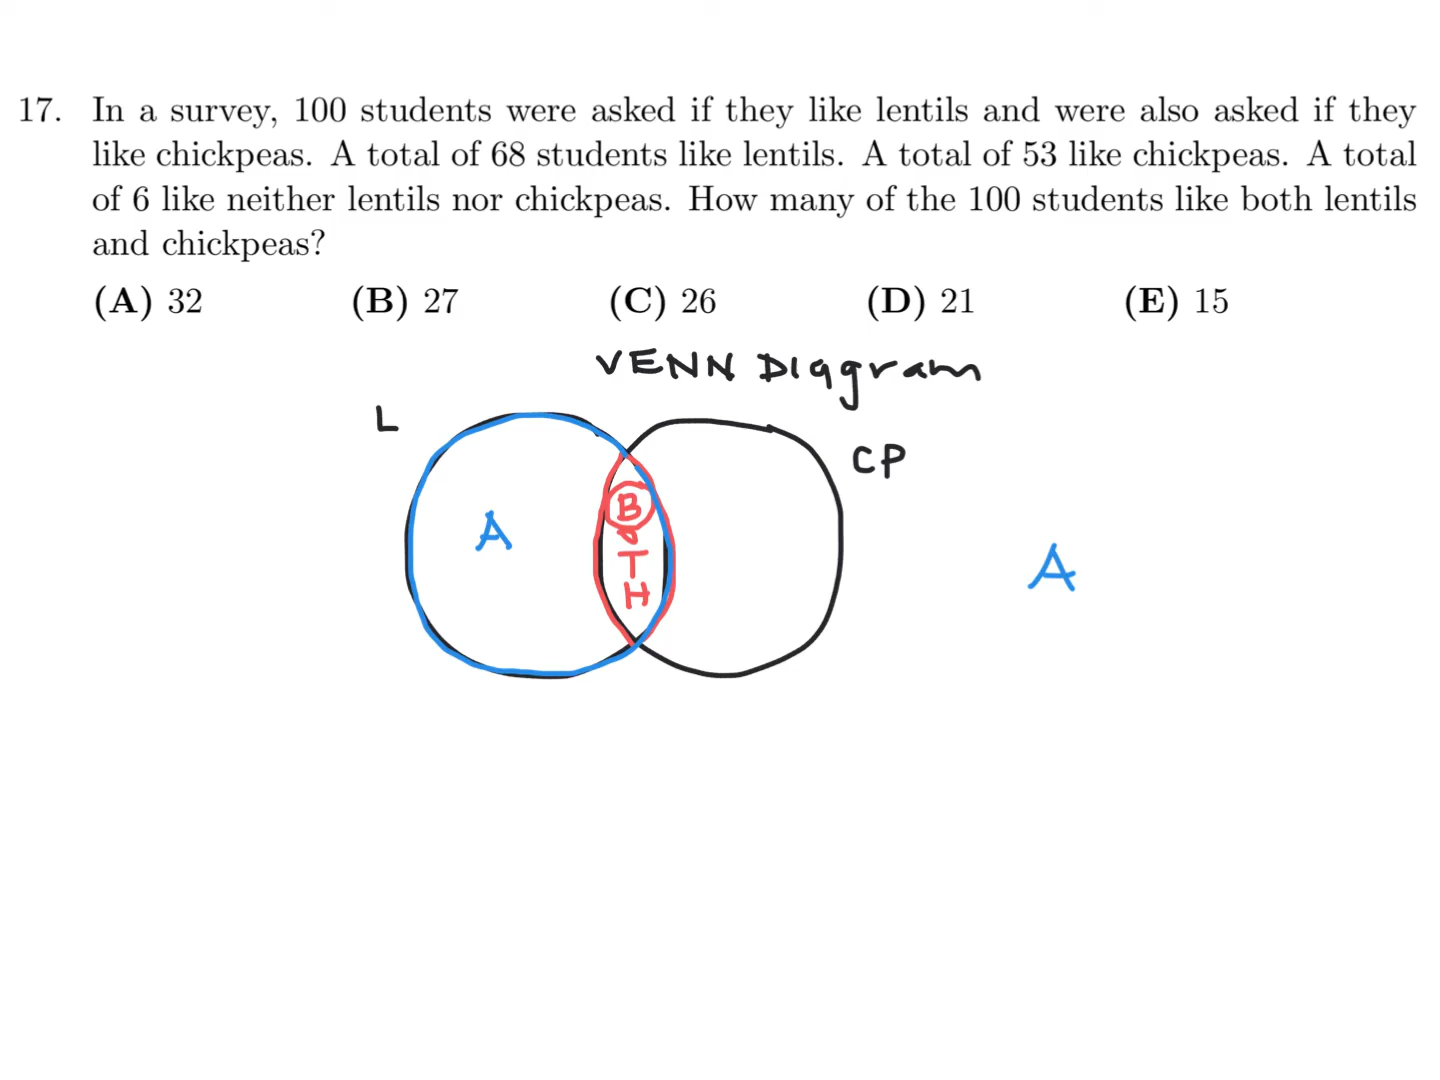 17. In a survey, 100 students were asked if they like lentils and were also asked if they
like chickpeas. A total of 68 students like lentils. A total of 53 like chickpeas. A total
of 6 like neither lentils nor chickpeas. How many of the 100 students like both lentils
and chickpeas?
(A) 32 (B) 27 (C) 26 (D) 21 (E) 15
VENN DIagram
L
CP
A
B
O
T
H
A